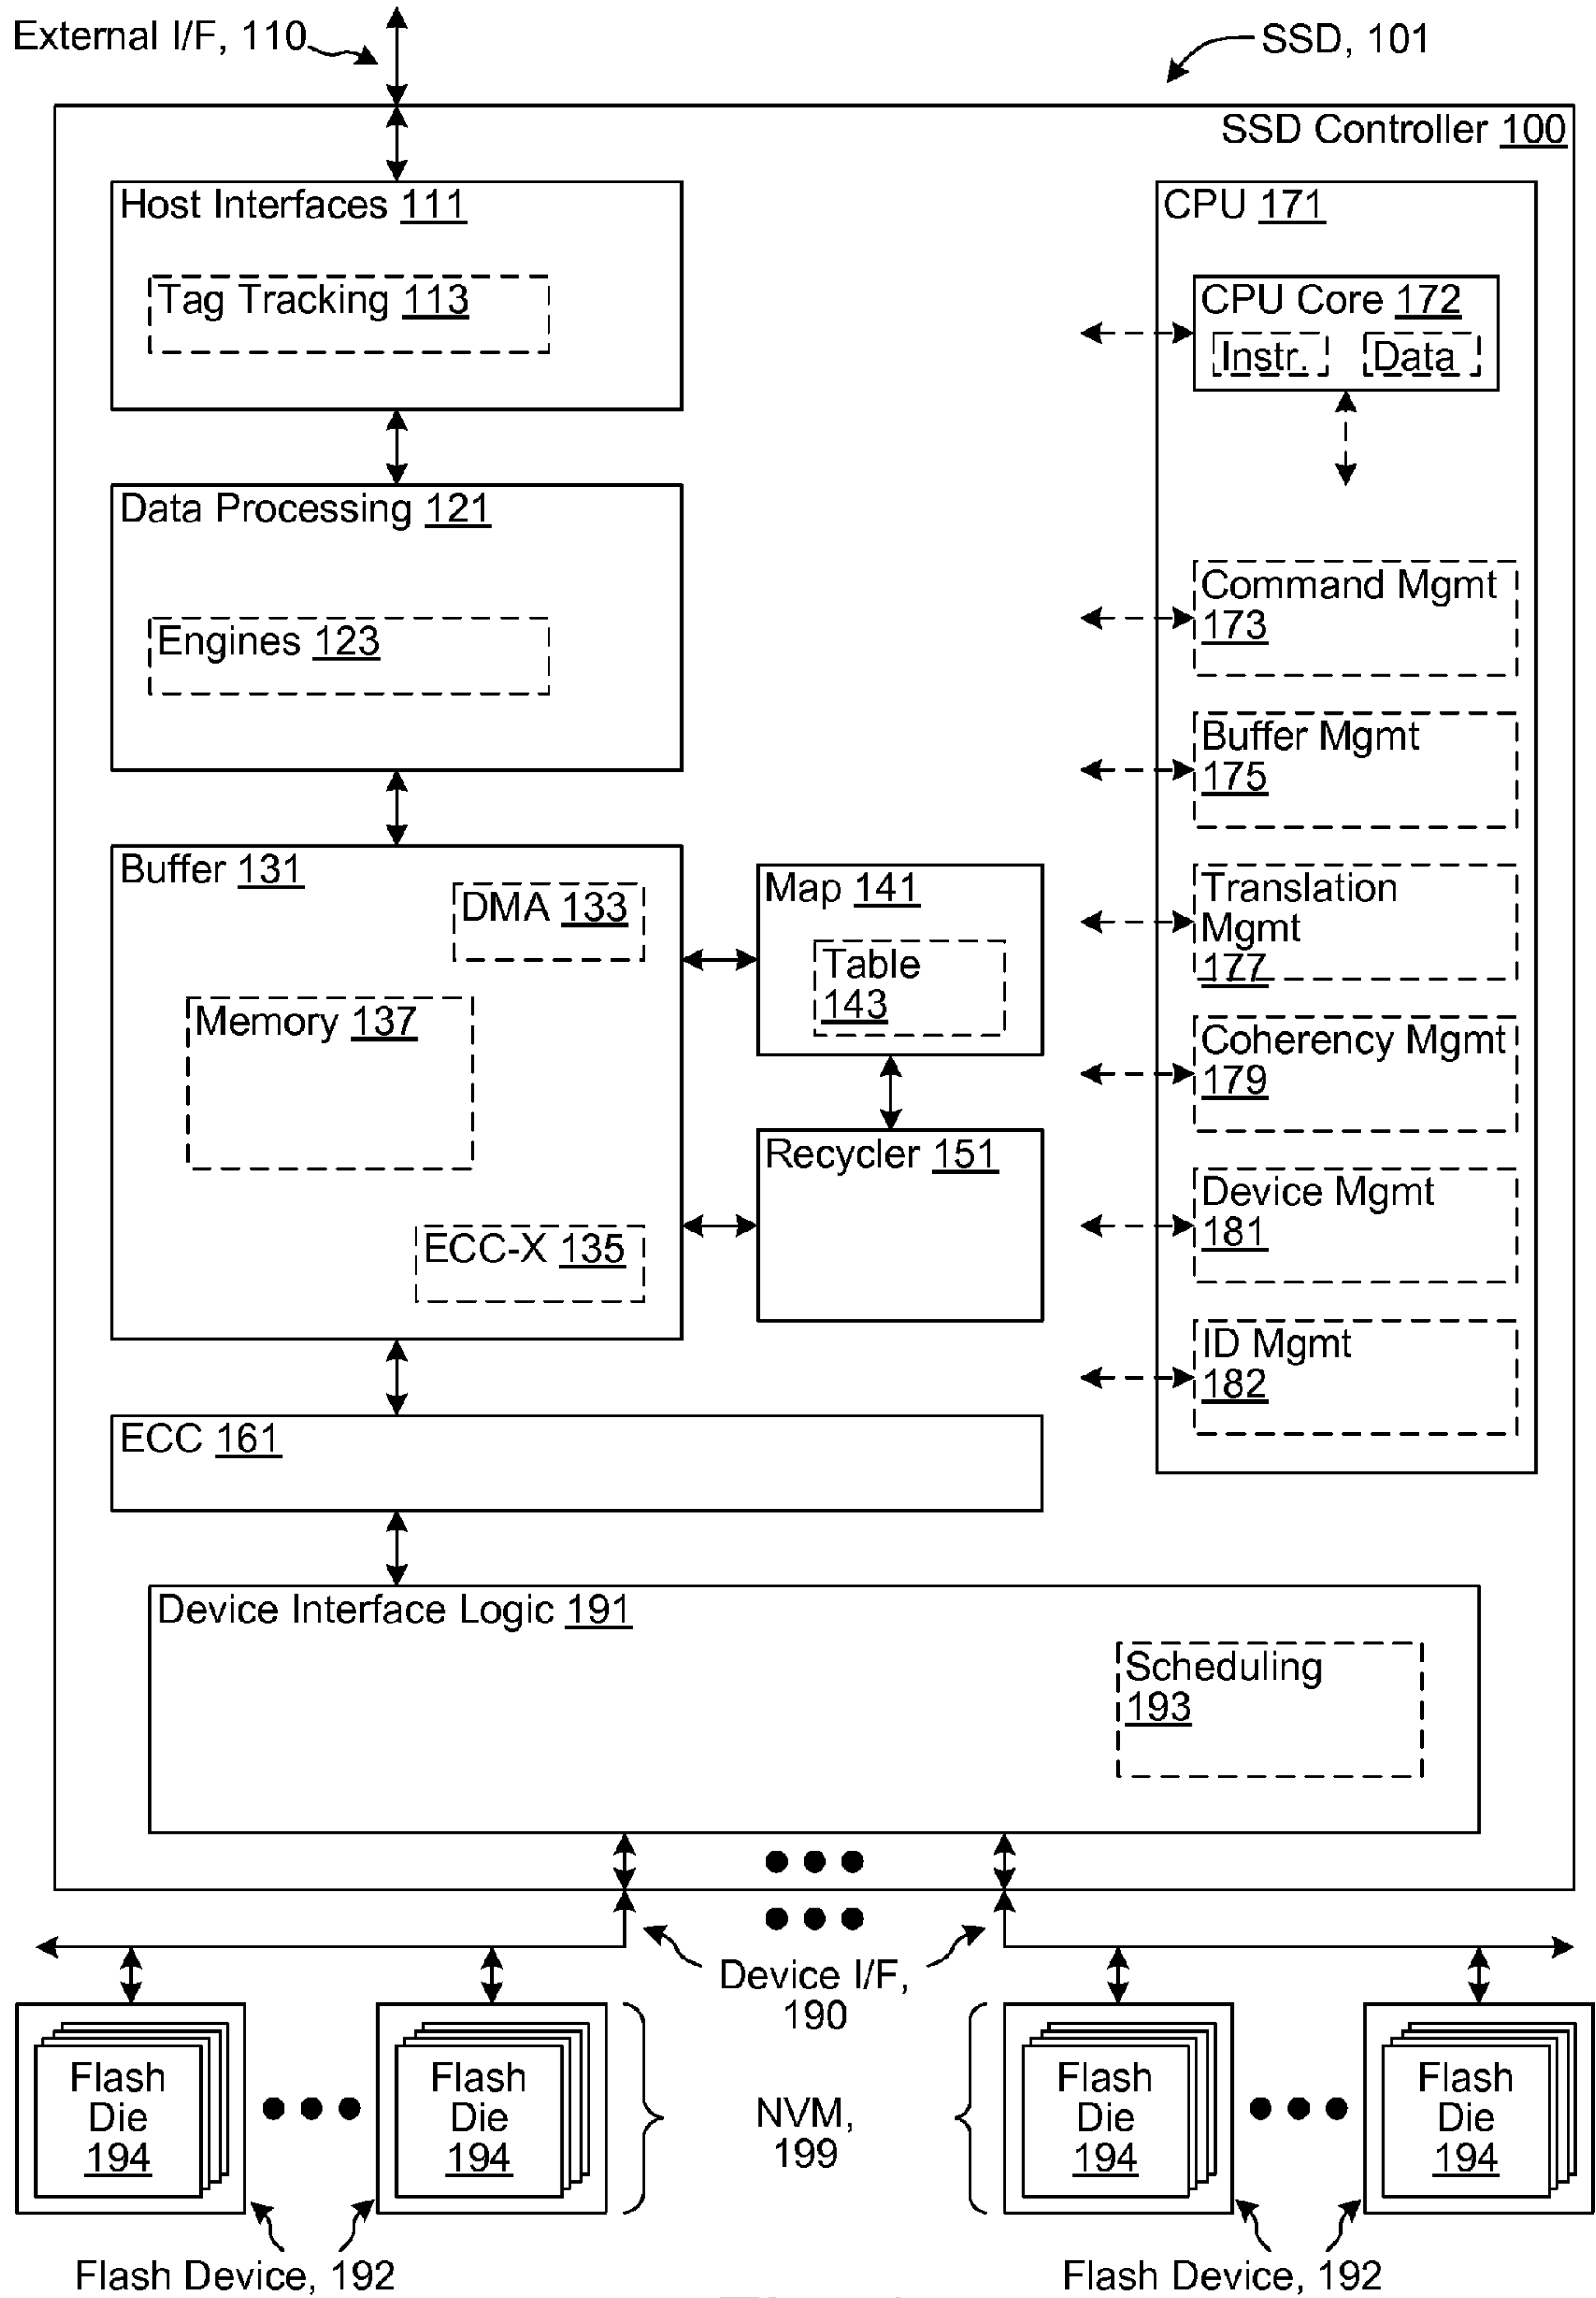 External I/F, 110
SSD, 101
SSD Controller 100
Host Interfaces 111
Tag Tracking 113
Data Processing 121
Engines 123
Buffer 131
DMA 133
Memory 137
ECC-X 135
Map 141
Table
143
Recycler 151
CPU 171
CPU Core 172
Instr.
Data
Command Mgmt
173
Buffer Mgmt
175
Translation
Mgmt
177
Coherency Mgmt
179
Device Mgmt
181
ID Mgmt
182
ECC 161
Device Interface Logic 191
Scheduling
193
Device I/F,
190
Flash
Die
194
Flash
Die
194
NVM,
199
Flash
Die
194
Flash
Die
194
Flash Device, 192
Flash Device, 192